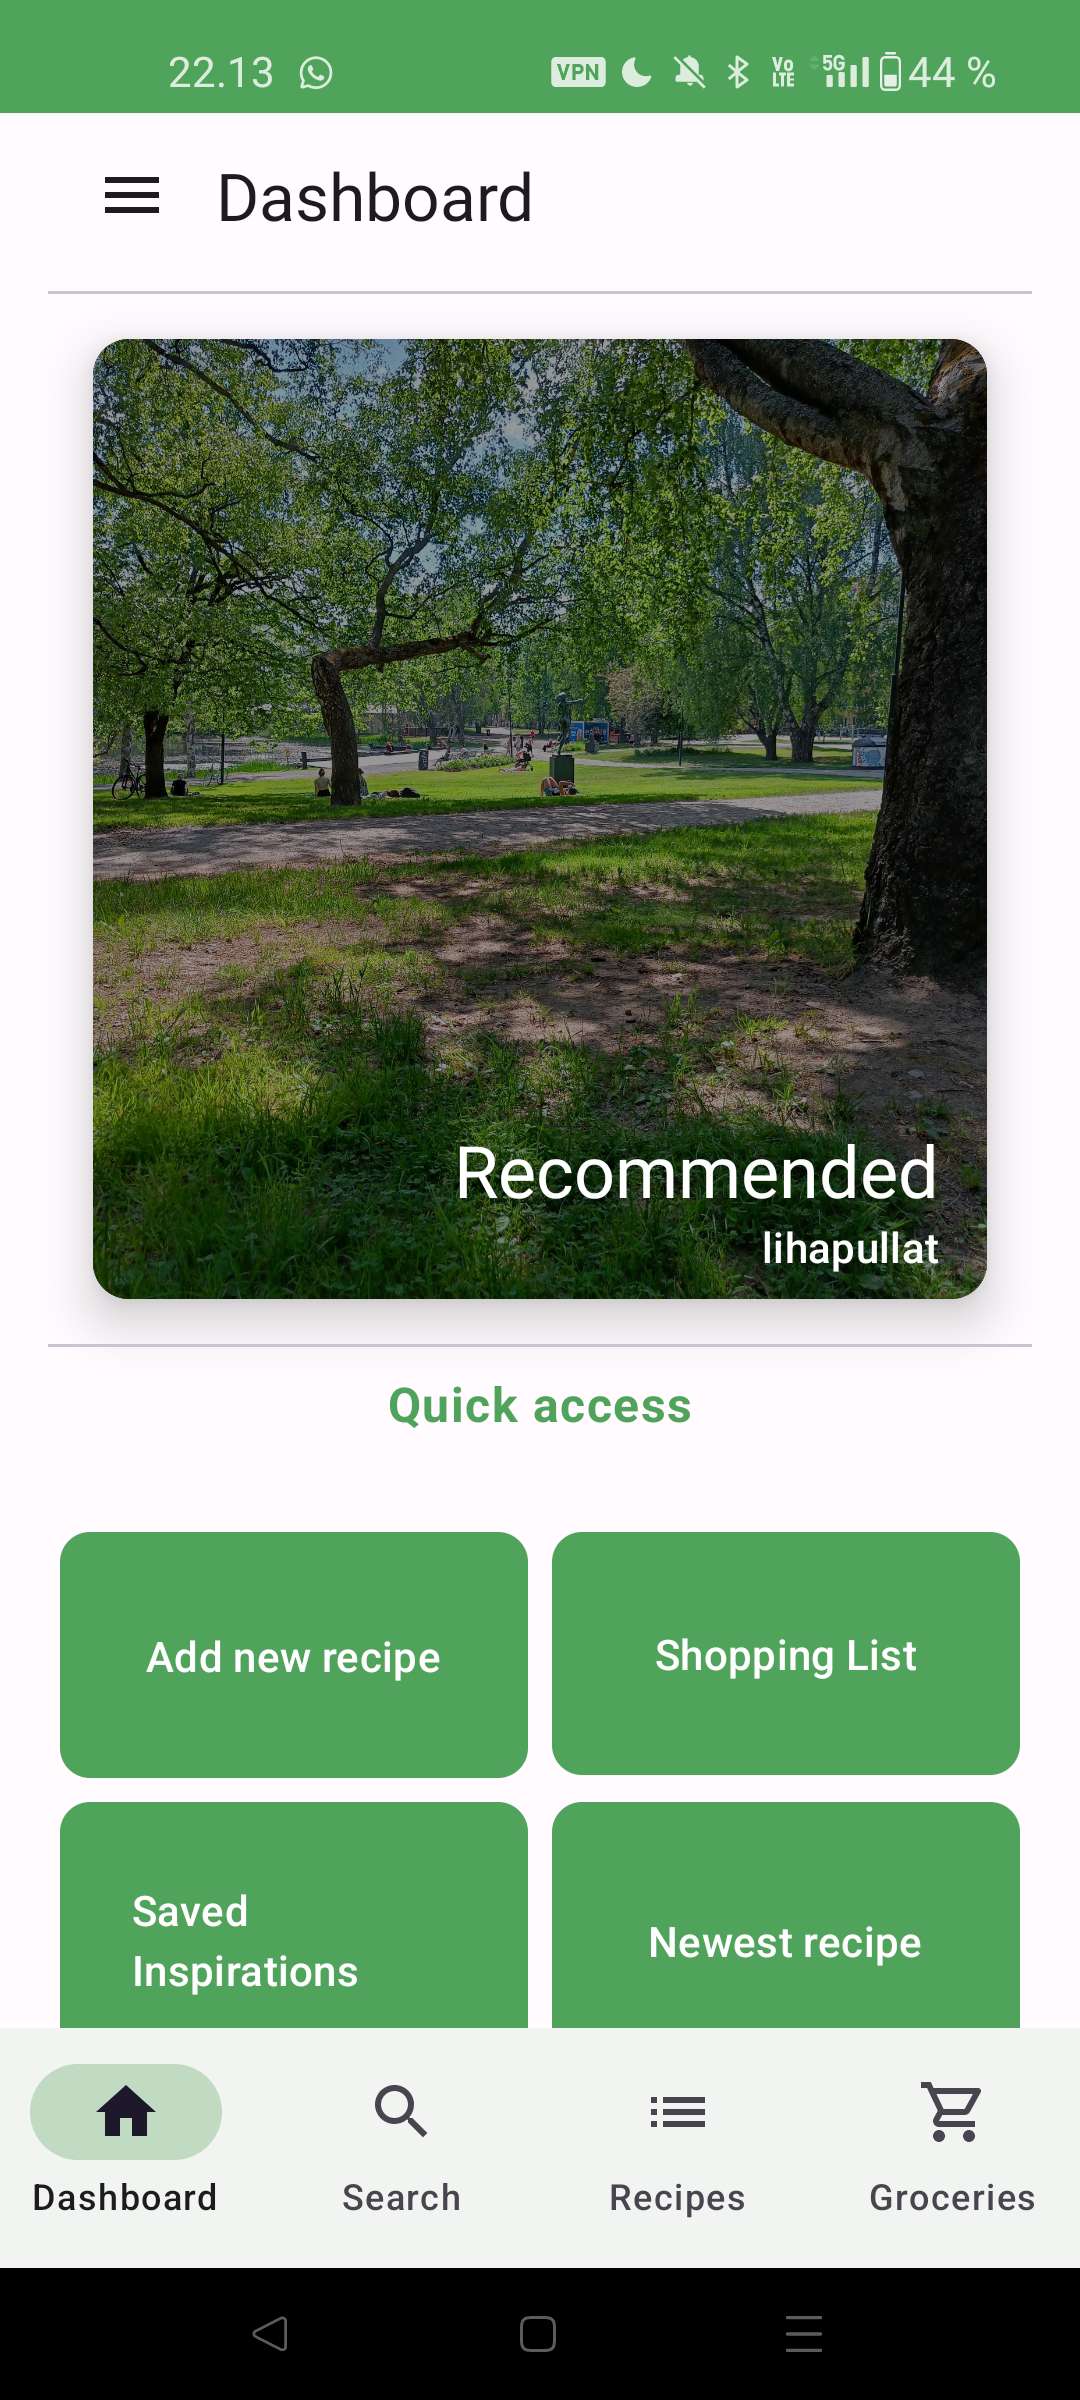 22.13 VPN Vo LTE 5G 44 %
Dashboard
Recommended
lihapullat
Quick access
Add new recipe
Shopping List
Saved
Inspirations
Newest recipe
Dashboard Search Recipes Groceries